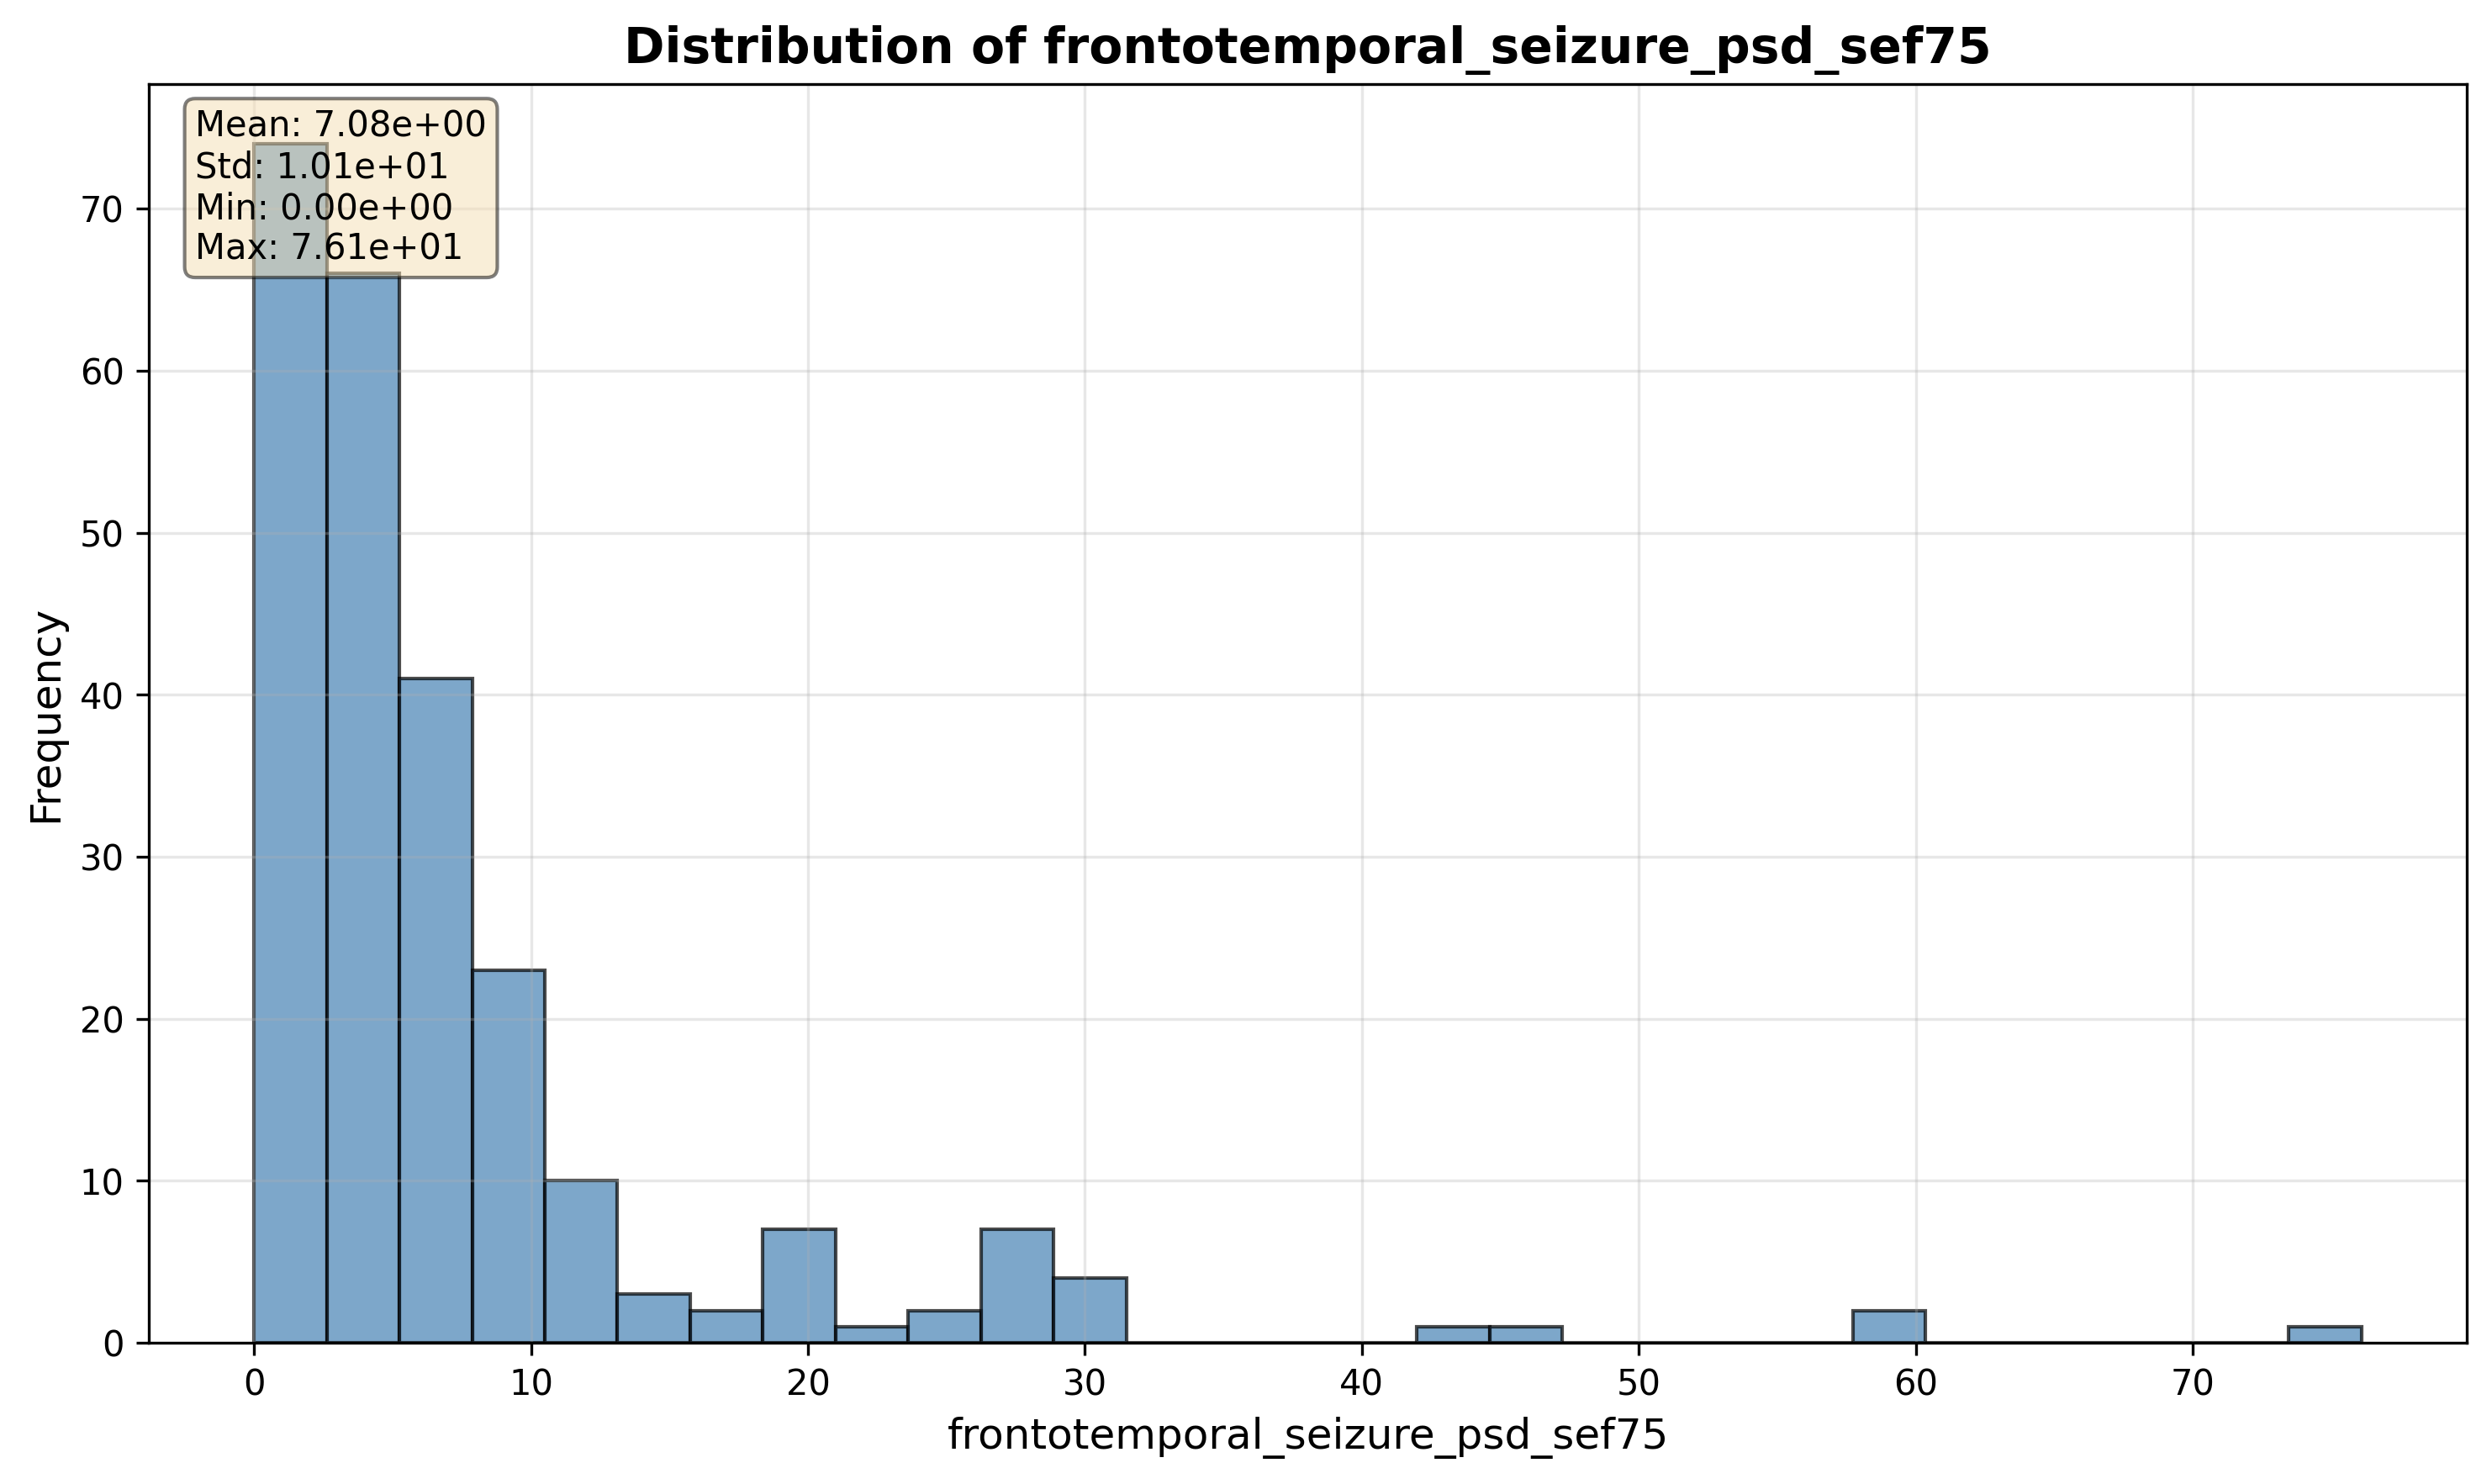 Distribution of frontotemporal_seizure_psd_sef75
Mean: 7.08e+00
Std: 1.01e+01
Min: 0.00e+00
Max: 7.61e+01
Frequency
70
60
50
40
30
20
10
0
0 10 20 30 40 50 60 70
frontotemporal_seizure_psd_sef75